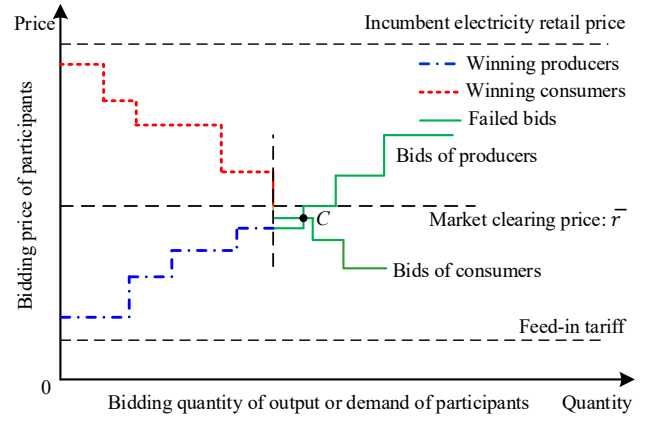 Price
Incumbent electricity retail price
Winning producers
Winning consumers
Failed bids
Bids of producers
Bidding price of participants
C
Market clearing price: r̅
Bids of consumers
Feed-in tariff
0
Bidding quantity of output or demand of participants
Quantity